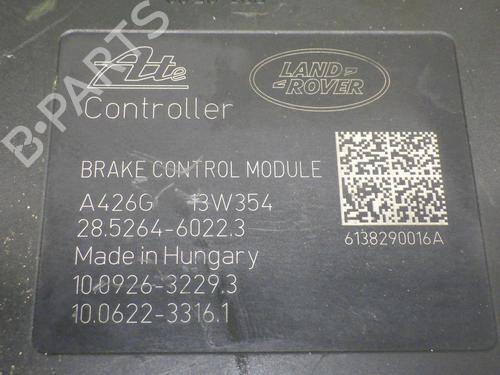 Ate
LAND ROVER
Controller
BRAKE CONTROL MODULE
A426G 13W354
28.5264-6022.3
6138290016A
Made in Hungary
10.0926-3229.3
10.0622-3316.1
B-PARTS